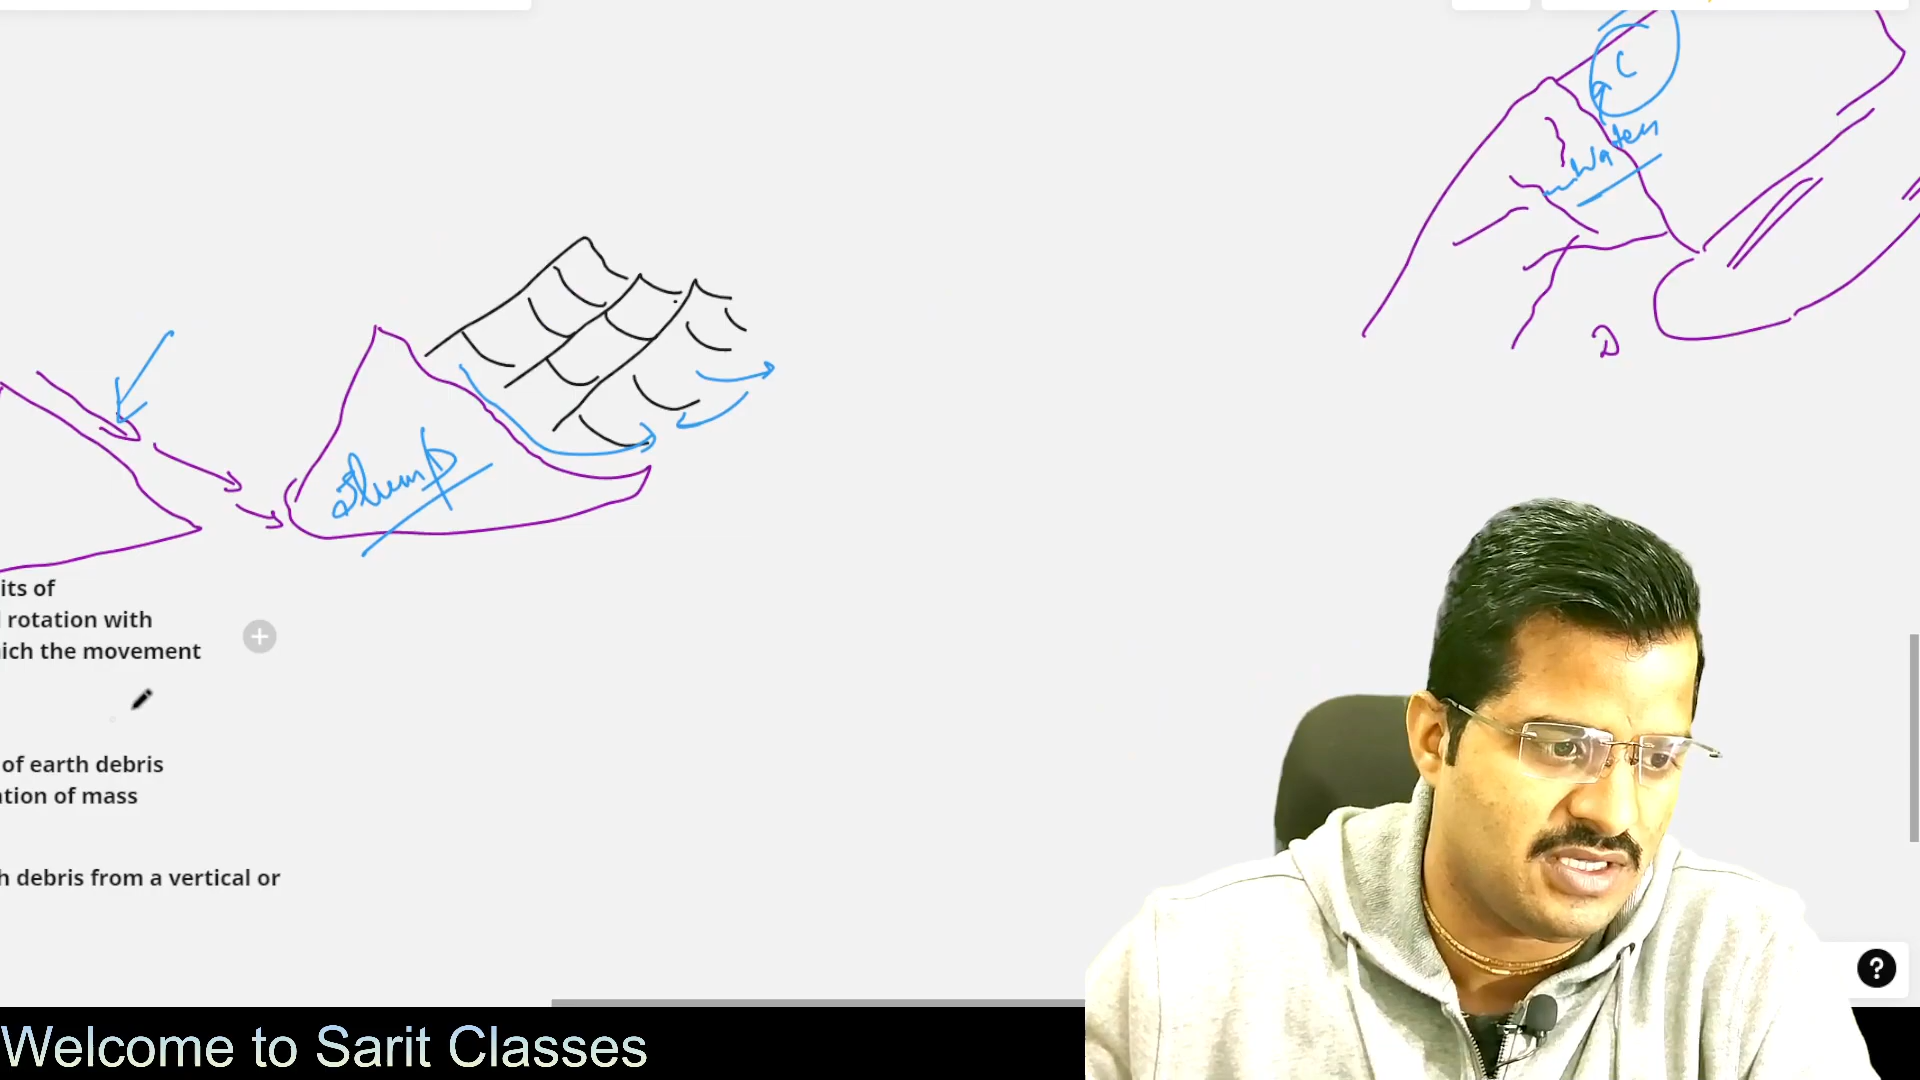 C
Water
D
Slump
its of
rotation with
ich the movement
of earth debris
ation of mass
h debris from a vertical or
?
Welcome to Sarit Classes